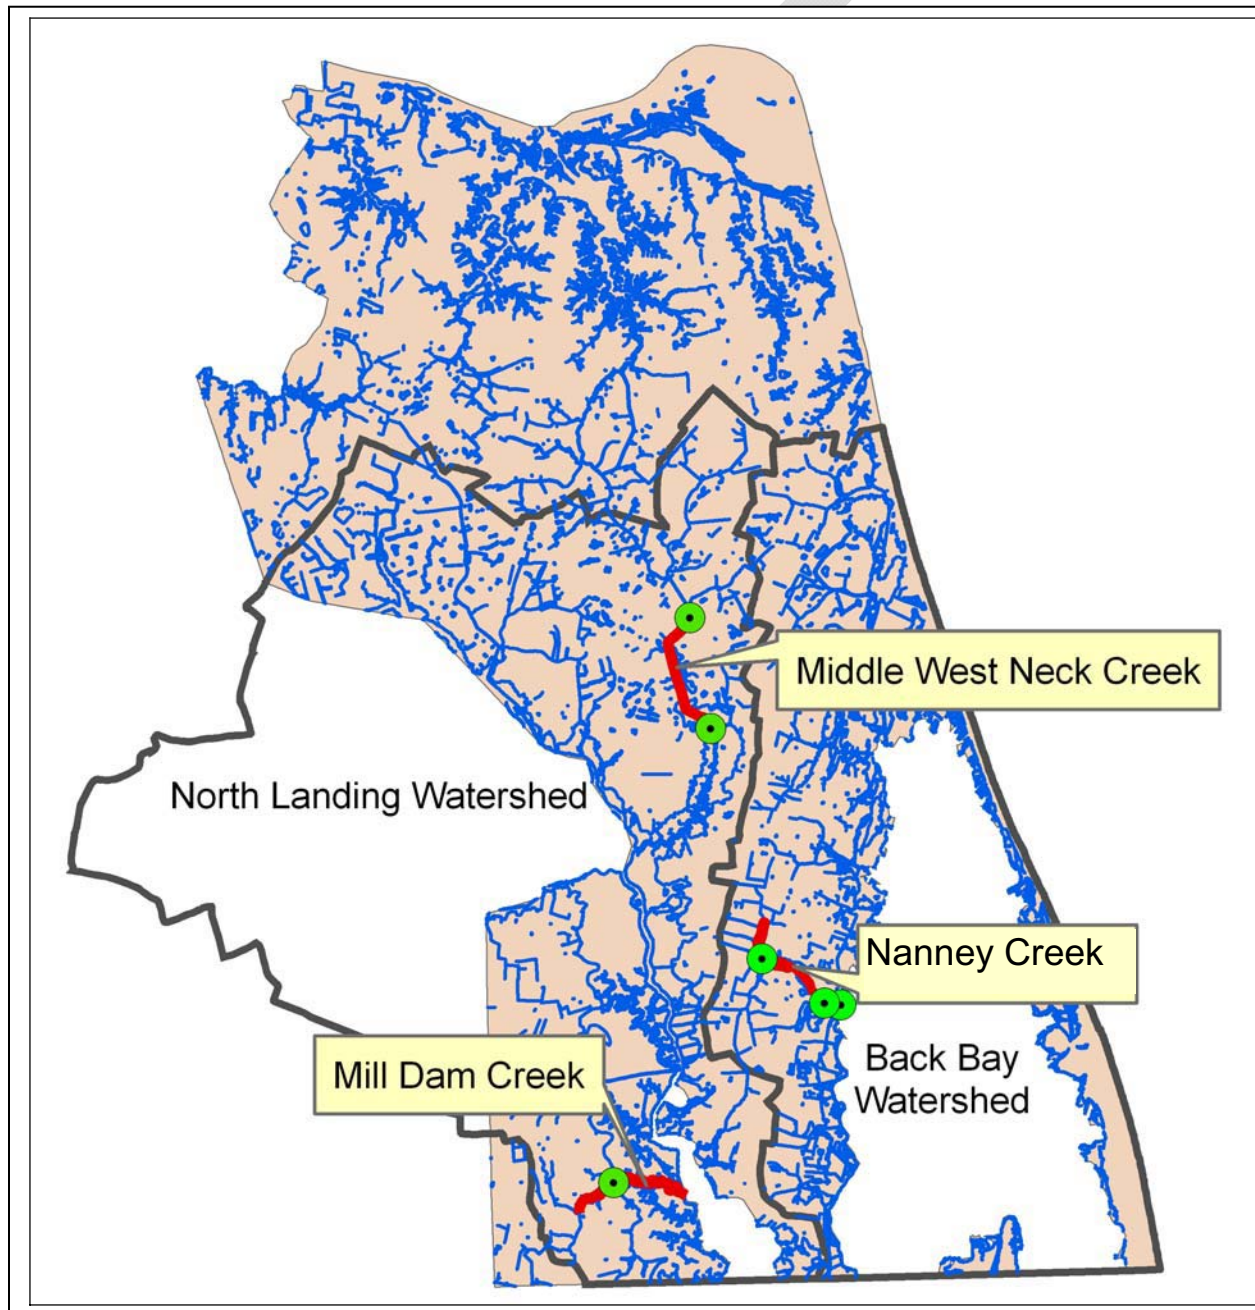 Middle West Neck Creek
North Landing Watershed
Nanney Creek
Back Bay
Watershed
Mill Dam Creek